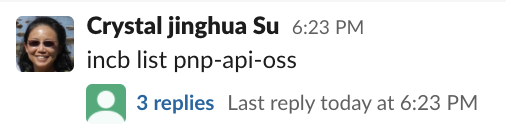 Crystal jinghua Su 6:23 PM
incb list pnp-api-oss
3 replies Last reply today at 6:23 PM